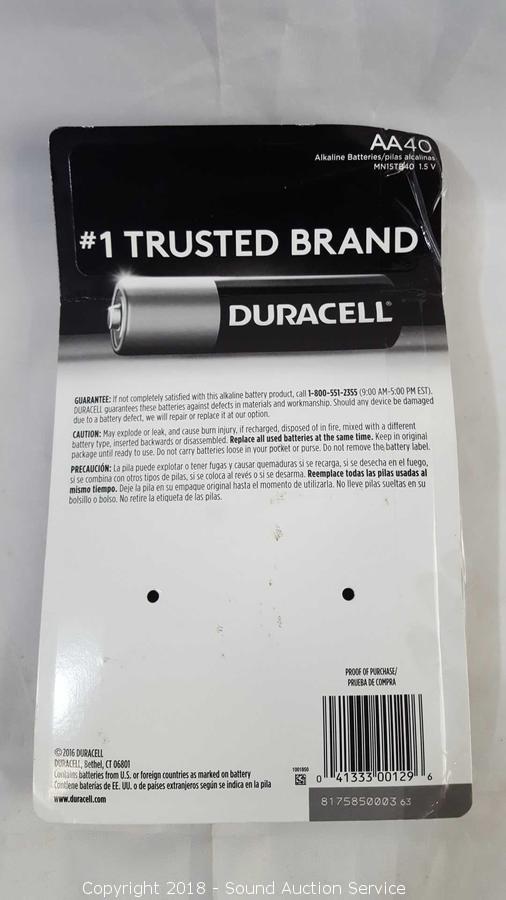 AA40
Alkaline Batteries/pilas alcalinas
MN15TB40 1.5 V
#1 TRUSTED BRAND
DURACELL®
GUARANTEE: If not completely satisfied with this alkaline battery product, call 1-800-551-2355 (9:00 AM-5:00 PM EST).
DURACELL guarantees these batteries against defects in materials and workmanship. Should any device be damaged
due to a battery defect, we will repair or replace it at our option.
CAUTION: May explode or leak, and cause burn injury, if recharged, disposed of in fire, mixed with a different
battery type, inserted backwards or disassembled. Replace all used batteries at the same time. Keep in original
package until ready to use. Do not carry batteries loose in your pocket or purse. Do not remove the battery label.
PRECAUCIÓN: La pila puede explotar o tener fugas y causar quemaduras si se recarga, si se desecha en el fuego,
si se combina con otros tipos de pilas, si se coloca al revés o si se desarma. Reemplace todas las pilas usadas al
mismo tiempo. Deje la pila en su empaque original hasta el momento de utilizarla. No lleve pilas sueltas en su
bolsillo o bolso. No retire la etiqueta de las pilas.
PROOF OF PURCHASE/
PRUEBA DE COMPRA
©2016 DURACELL
DURACELL, Bethel, CT 06801
Contains batteries from U.S. or foreign countries as marked on battery
Contiene baterías de EE. UU. o de países extranjeros según se indica en la pila
www.duracell.com
1001850
0 41333 00129 6
8175850003 63
Copyright 2018 - Sound Auction Service